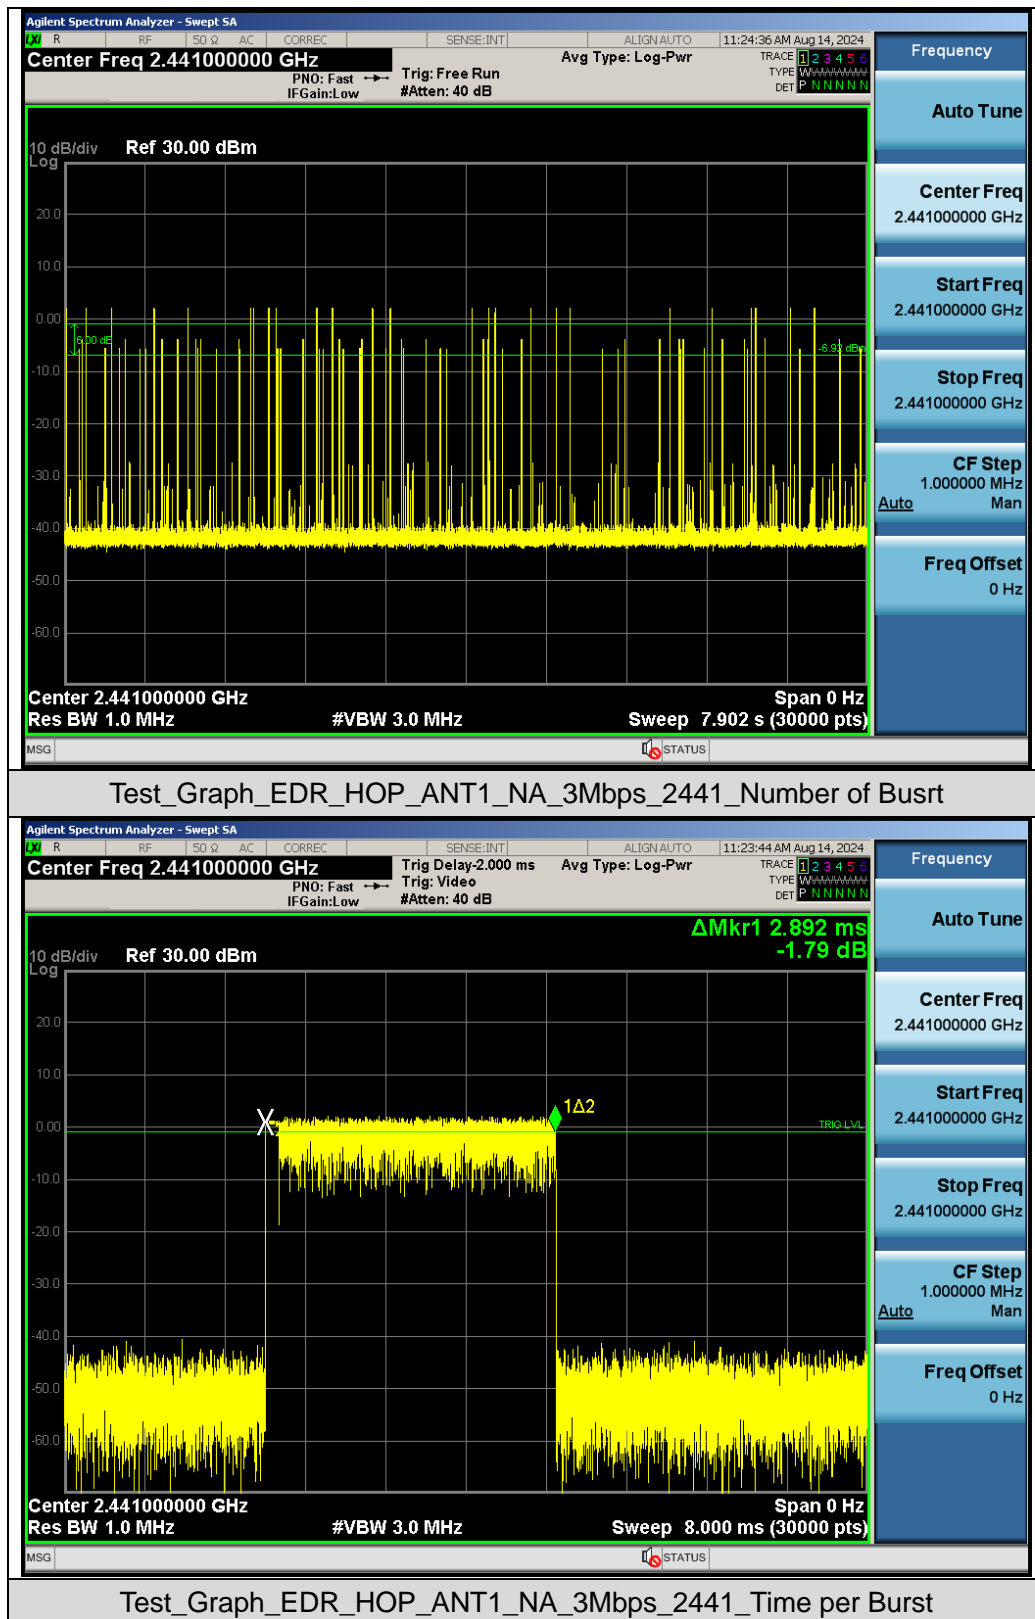 Agilent Spectrum Analyzer - Swept SA
LXI R RF 50 Ω AC CORREC SENSE:INT ALIGN AUTO 11:24:36 AM Aug 14, 2024
Center Freq 2.441000000 GHz
PNO: Fast
IFGain:Low
Trig: Free Run
#Atten: 40 dB
Avg Type: Log-Pwr
TRACE 1 2 3 4 5 6
TYPE W
DET P N N N N N
10 dB/div Ref 30.00 dBm
Log
20.0
10.0
0.00
6.00 dB
-6.92 dBm
-10.0
-20.0
-30.0
-40.0
-50.0
-60.0
Center 2.441000000 GHz Span 0 Hz
Res BW 1.0 MHz #VBW 3.0 MHz Sweep 7.902 s (30000 pts)
MSG STATUS
Frequency
Auto Tune
Center Freq
2.441000000 GHz
Start Freq
2.441000000 GHz
Stop Freq
2.441000000 GHz
CF Step
1.000000 MHz
Auto Man
Freq Offset
0 Hz
Test_Graph_EDR_HOP_ANT1_NA_3Mbps_2441_Number of Busrt
Agilent Spectrum Analyzer - Swept SA
LXI R RF 50 Ω AC CORREC SENSE:INT ALIGN AUTO 11:23:44 AM Aug 14, 2024
Center Freq 2.441000000 GHz
PNO: Fast
IFGain:Low
Trig Delay-2.000 ms
Trig: Video
#Atten: 40 dB
Avg Type: Log-Pwr
TRACE 1 2 3 4 5 6
TYPE W
DET P N N N N N
ΔMkr1 2.892 ms
-1.79 dB
10 dB/div Ref 30.00 dBm
Log
20.0
10.0
1Δ2
0.00
TRIG LVL
-10.0
-20.0
-30.0
-40.0
-50.0
-60.0
Center 2.441000000 GHz Span 0 Hz
Res BW 1.0 MHz #VBW 3.0 MHz Sweep 8.000 ms (30000 pts)
MSG STATUS
Frequency
Auto Tune
Center Freq
2.441000000 GHz
Start Freq
2.441000000 GHz
Stop Freq
2.441000000 GHz
CF Step
1.000000 MHz
Auto Man
Freq Offset
0 Hz
Test_Graph_EDR_HOP_ANT1_NA_3Mbps_2441_Time per Burst